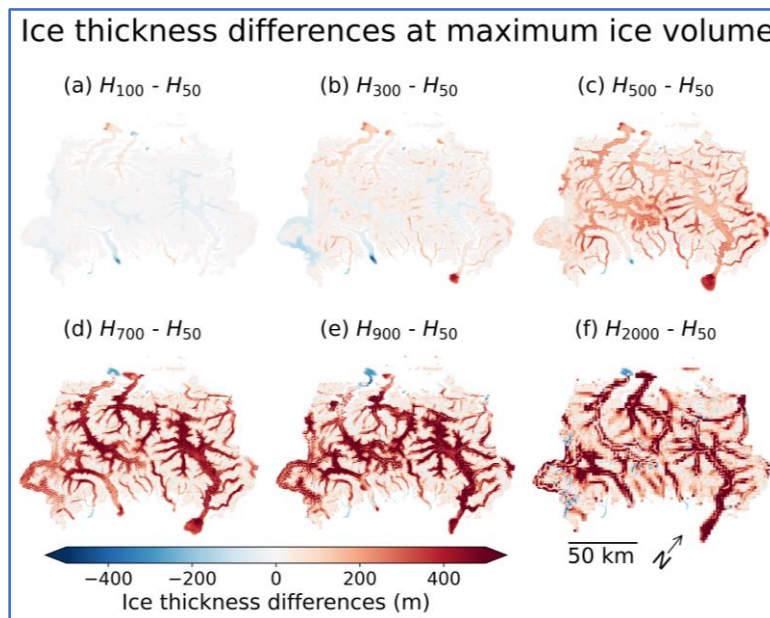 Ice thickness differences at maximum ice volume
(a) H₁₀₀ - H₅₀ (b) H₃₀₀ - H₅₀ (c) H₅₀₀ - H₅₀
(d) H₇₀₀ - H₅₀ (e) H₉₀₀ - H₅₀ (f) H₂₀₀₀ - H₅₀
−400 −200 0 200 400
Ice thickness differences (m)
50 km
N